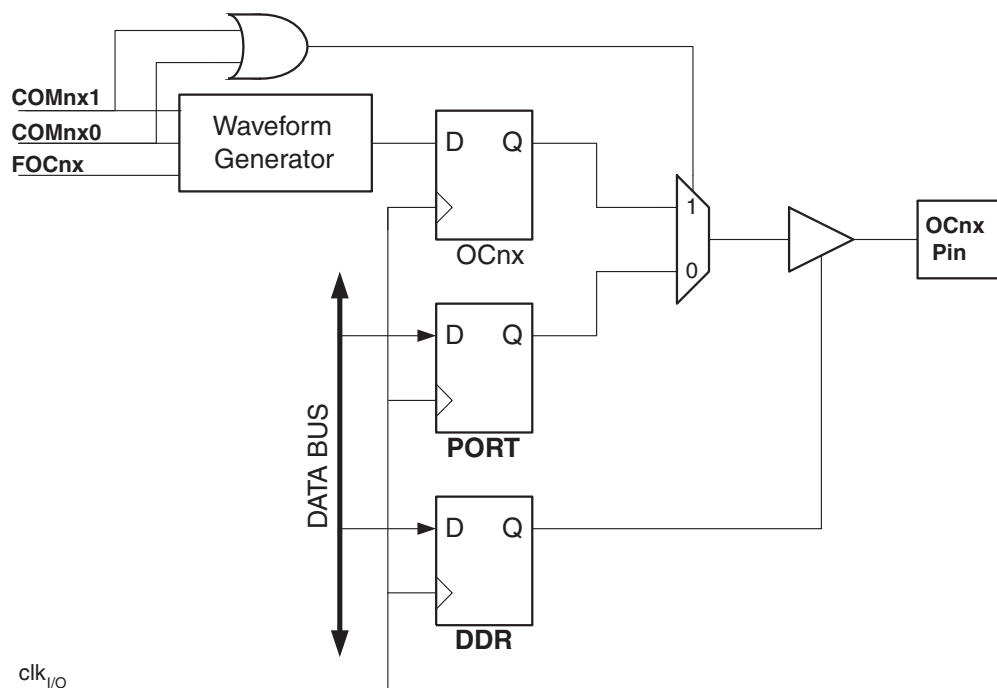 COMnx1
COMnx0
FOCnx
Waveform
Generator
D Q
OCnx
1
0
OCnx
Pin
D Q
PORT
D Q
DDR
DATA BUS
clkI/O